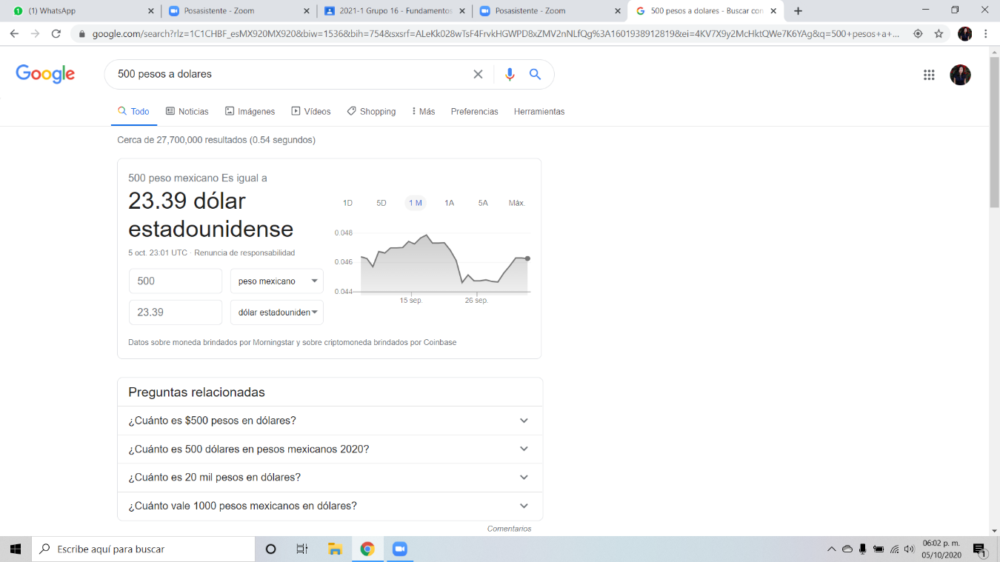 (1) WhatsApp
Posasistente - Zoom
2021-1 Grupo 16 - Fundamentos
Posasistente - Zoom
500 pesos a dolares - Buscar con
google.com/search?rlz=1C1CHBF_esMX920MX920&biw=1536&bih=754&sxsrf=ALeKk028wTsF4FrvkHGWPD8xZMV2nNLfQg%3A1601938912819&ei=4KV7X9y2McHktQWe7K6YAg&q=500+pesos+a+...
Google
500 pesos a dolares
Todo Noticias Imágenes Vídeos Shopping Más Preferencias Herramientas
Cerca de 27,700,000 resultados (0.54 segundos)
500 peso mexicano Es igual a
23.39 dólar
estadounidense
5 oct. 23:01 UTC · Renuncia de responsabilidad
500 peso mexicano
23.39 dólar estadouniden
1D 5D 1 M 1A 5A Máx.
0.048
0.046
0.044
15 sep. 26 sep.
Datos sobre moneda brindados por Morningstar y sobre criptomoneda brindados por Coinbase
Preguntas relacionadas
¿Cuánto es $500 pesos en dólares?
¿Cuánto es 500 dólares en pesos mexicanos 2020?
¿Cuánto es 20 mil pesos en dólares?
¿Cuánto vale 1000 pesos mexicanos en dólares?
Comentarios
Escribe aquí para buscar
06:02 p. m.
05/10/2020
1